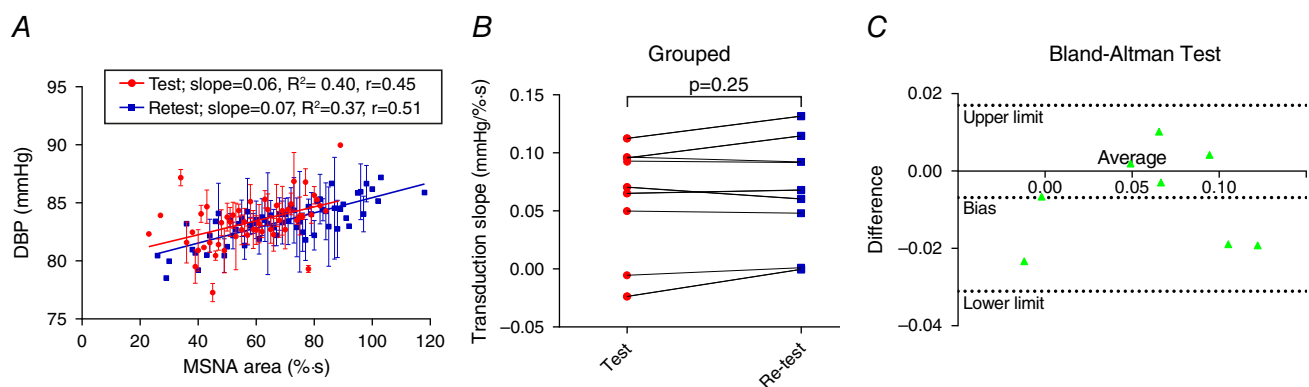 A
Test; slope=0.06, R²= 0.40, r=0.45
Retest; slope=0.07, R²=0.37, r=0.51
DBP (mmHg)
95
90
85
80
75
0 20 40 60 80 100 120
MSNA area (%·s)
B
Grouped
p=0.25
Transduction slope (mmHg/%·s)
0.15
0.10
0.05
0.00
−0.05
Test Re-test
C
Bland-Altman Test
Difference
0.02
0.00
−0.02
−0.04
Upper limit
Average
0.00 0.05 0.10
Bias
Lower limit